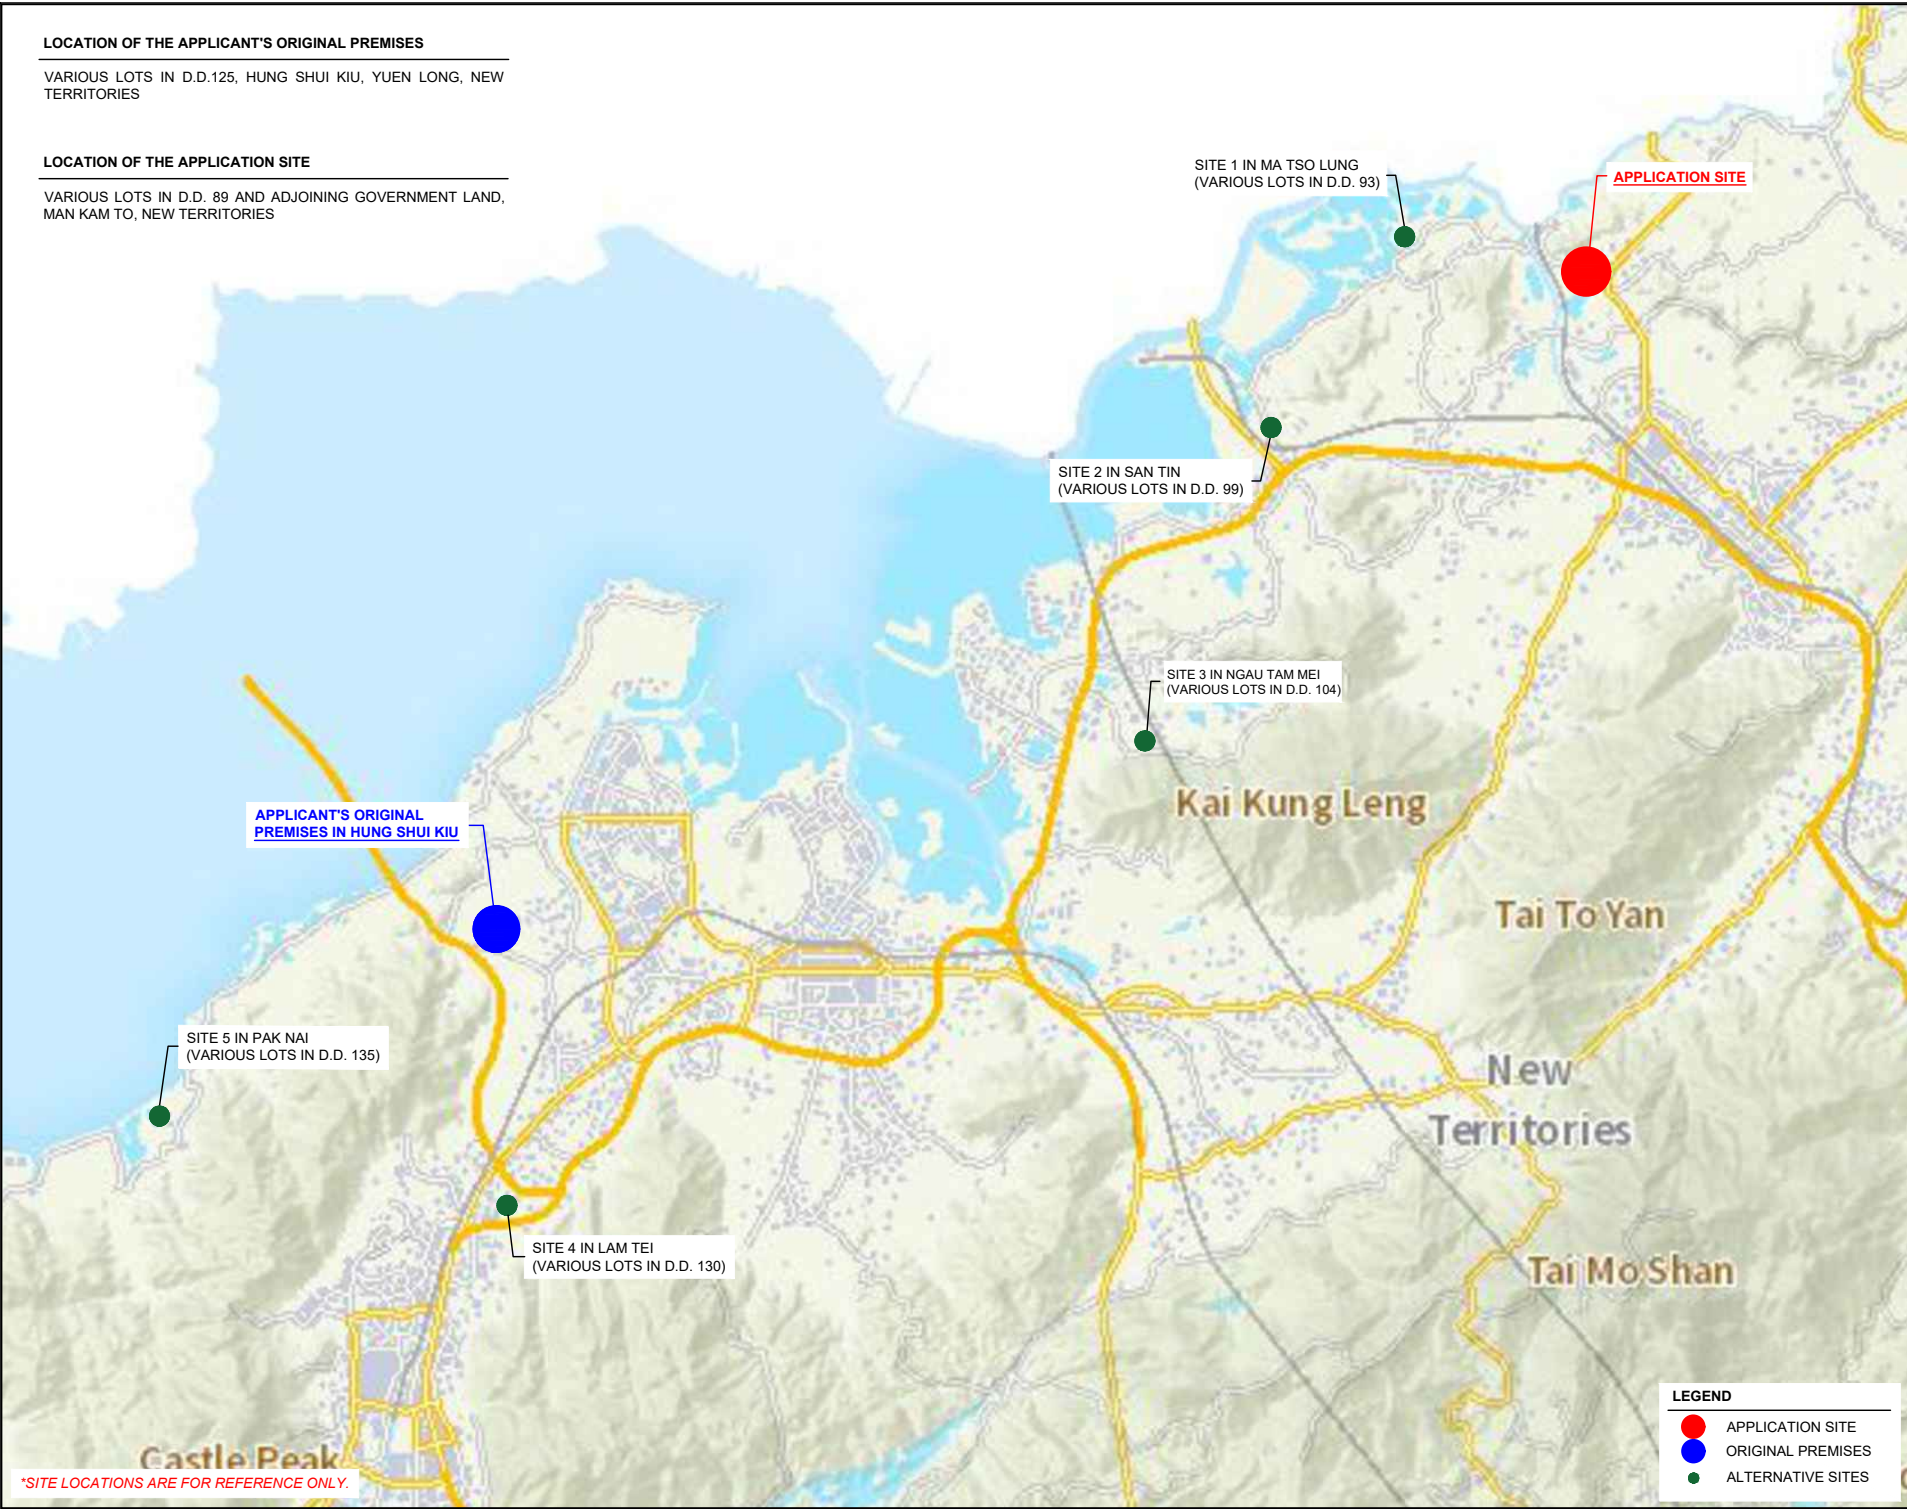 LOCATION OF THE APPLICANT'S ORIGINAL PREMISES
VARIOUS LOTS IN D.D.125, HUNG SHUI KIU, YUEN LONG, NEW
TERRITORIES
LOCATION OF THE APPLICATION SITE
VARIOUS LOTS IN D.D. 89 AND ADJOINING GOVERNMENT LAND,
MAN KAM TO, NEW TERRITORIES
SITE 1 IN MA TSO LUNG
(VARIOUS LOTS IN D.D. 93)
APPLICATION SITE
SITE 2 IN SAN TIN
(VARIOUS LOTS IN D.D. 99)
SITE 3 IN NGAU TAM MEI
(VARIOUS LOTS IN D.D. 104)
Kai Kung Leng
APPLICANT'S ORIGINAL
PREMISES IN HUNG SHUI KIU
Tai To Yan
SITE 5 IN PAK NAI
(VARIOUS LOTS IN D.D. 135)
New
Territories
SITE 4 IN LAM TEI
(VARIOUS LOTS IN D.D. 130)
Tai Mo Shan
Castle Peak
*SITE LOCATIONS ARE FOR REFERENCE ONLY.
LEGEND
APPLICATION SITE
ORIGINAL PREMISES
ALTERNATIVE SITES